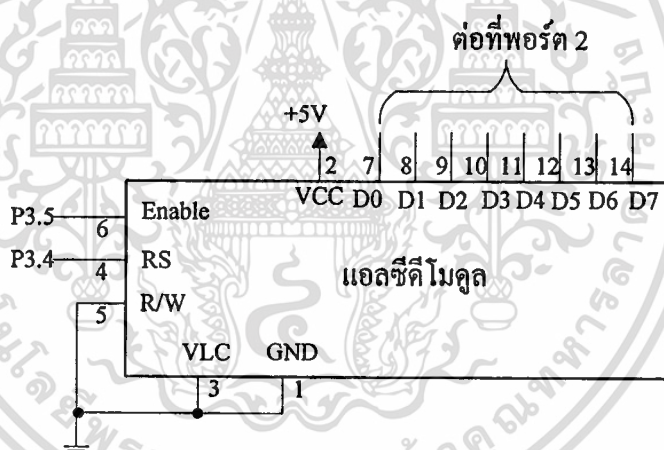 ต่อที่พอร์ต 2
+5V
2 7 8 9 10 11 12 13 14
VCC D0 D1 D2 D3 D4 D5 D6 D7
P3.5 6 Enable
P3.4 4 RS
5 R/W
แอลซีดีโมดูล
VLC GND
3 1